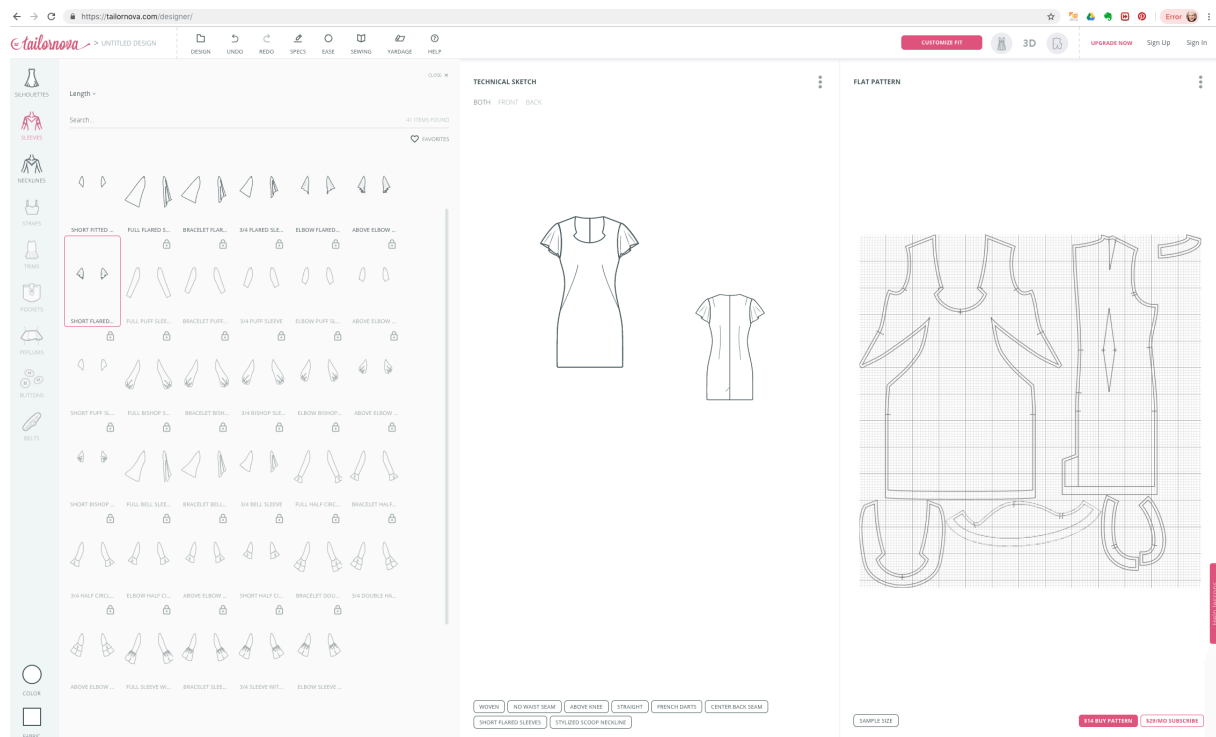 https://tailornova.com/designer/
Error
tailornova
> UNTITLED DESIGN
DESIGN
UNDO
REDO
SPECS
EASE
SEWING
YARDAGE
HELP
CUSTOMIZE FIT
3D
UPGRADE NOW
Sign Up
Sign In
SILHOUETTES
SLEEVES
NECKLINES
STRAPS
TRIMS
POCKETS
PEPLUMS
BUTTONS
BELTS
COLOR
FABRIC
CLOSE
Length
Search...
41 ITEMS FOUND
FAVORITES
SHORT FITTED ... FULL FLARED S... BRACELET FLAR... 3/4 FLARED SLE... ELBOW FLARED... ABOVE ELBOW ...
SHORT FLARED... FULL PUFF SLEE... BRACELET PUFF... 3/4 PUFF SLEEVE ELBOW PUFF SL... ABOVE ELBOW ...
SHORT PUFF SL... FULL BISHOP S... BRACELET BISH... 3/4 BISHOP SLE... ELBOW BISHOP... ABOVE ELBOW ...
SHORT BISHOP ... FULL BELL SLEE... BRACELET BELL... 3/4 BELL SLEEVE FULL HALF CIRC... BRACELET HALF...
3/4 HALF CIRCL... ELBOW HALF CI... ABOVE ELBOW ... SHORT HALF CI... BRACELET DOU... 3/4 DOUBLE HA...
ABOVE ELBOW ... FULL SLEEVE WI... BRACELET SLEE... 3/4 SLEEVE WIT... ELBOW SLEEVE ...
TECHNICAL SKETCH
BOTH FRONT BACK
WOVEN
NO WAIST SEAM
ABOVE KNEE
STRAIGHT
FRENCH DARTS
CENTER BACK SEAM
SHORT FLARED SLEEVES
STYLIZED SCOOP NECKLINE
FLAT PATTERN
SAMPLE SIZE
$14 BUY PATTERN
$29/MO SUBSCRIBE